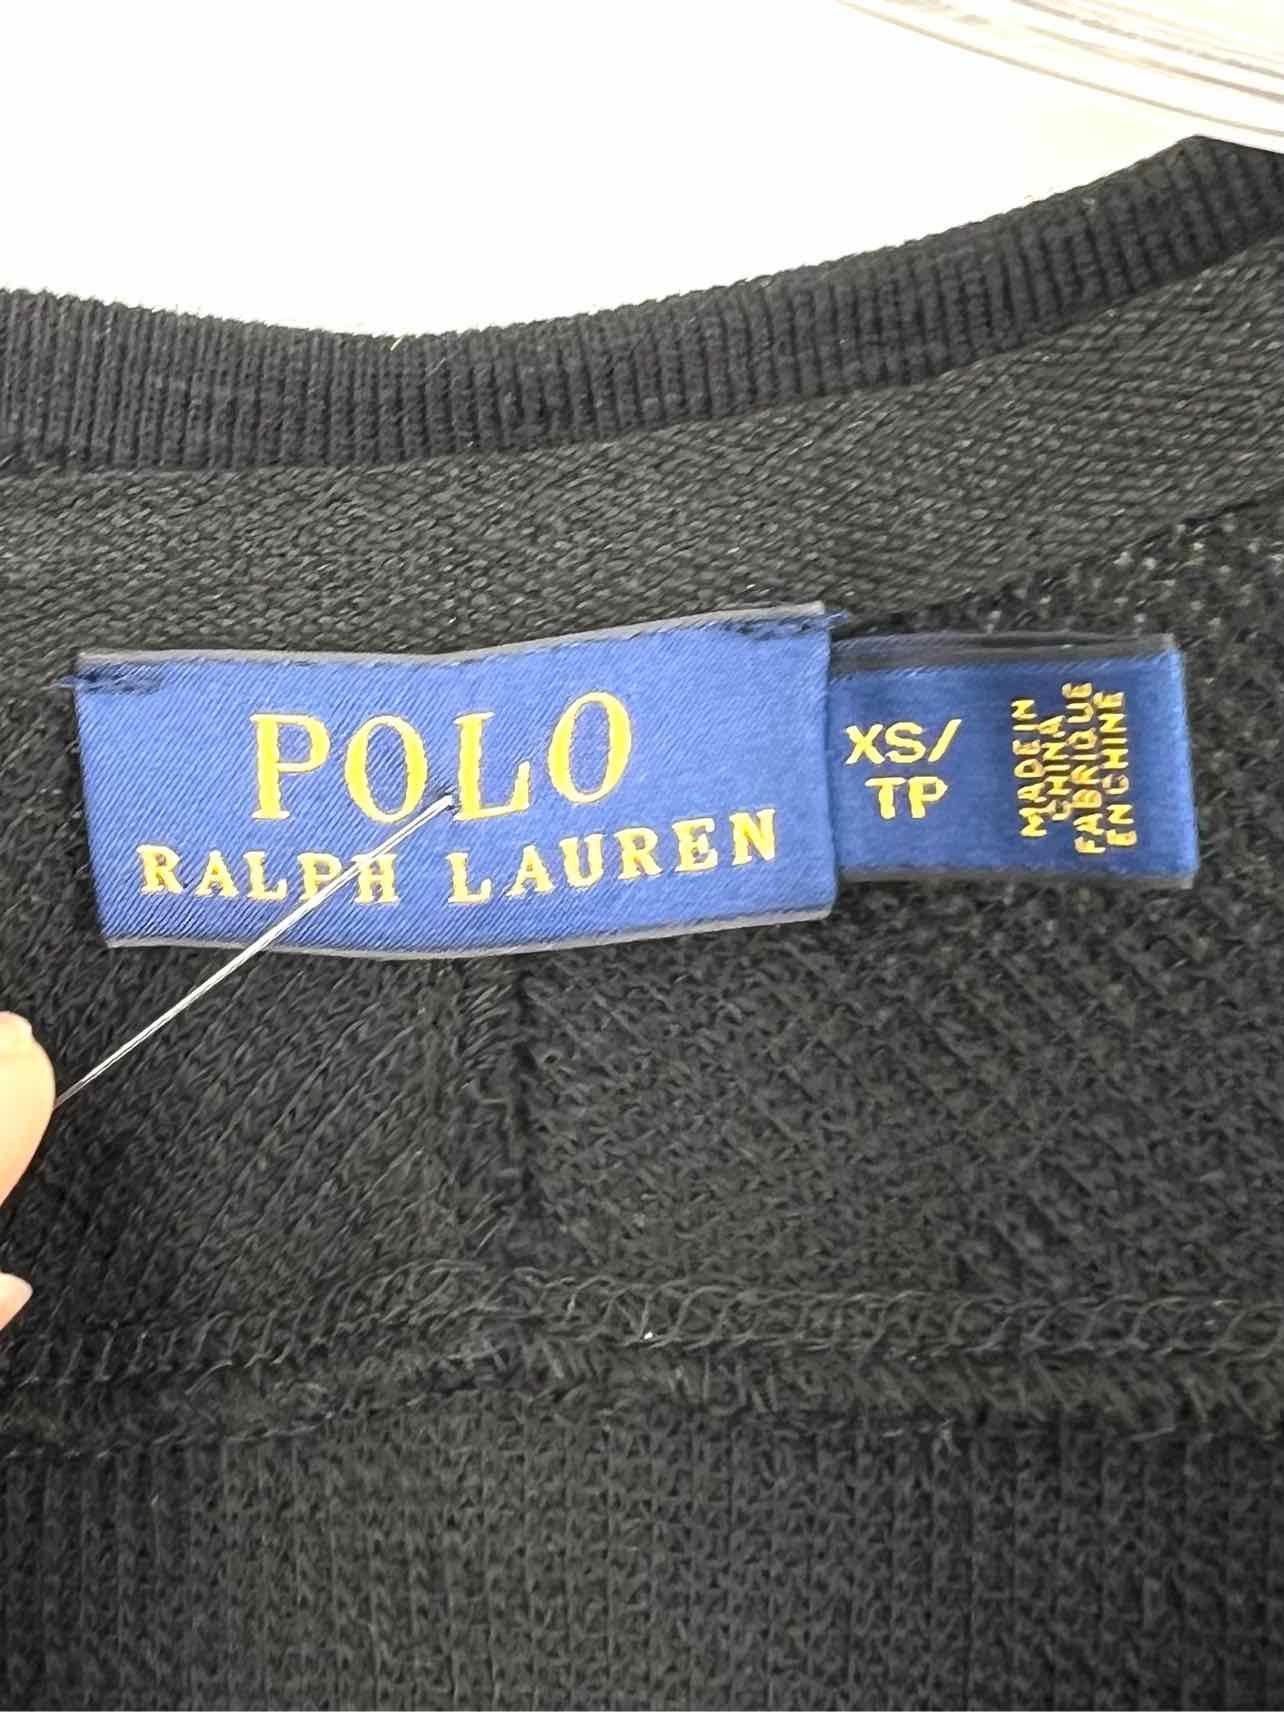 POLO
RALPH LAUREN
XS/
TP
MADE IN
CHINA
FABRIQUE
EN CHINE